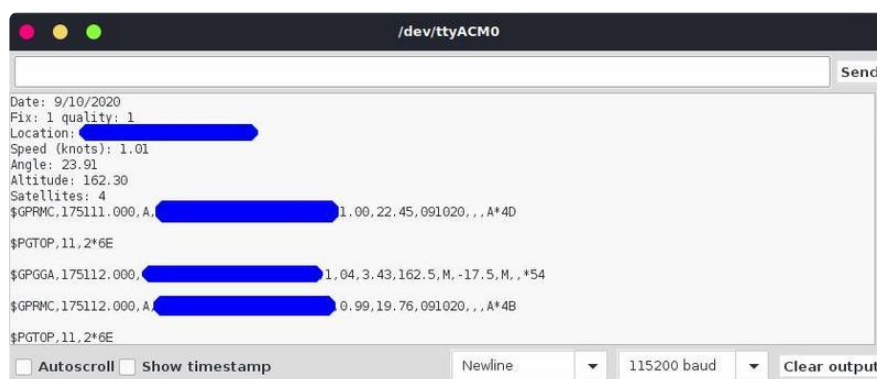 /dev/ttyACM0
Send
Date: 9/10/2020
Fix: 1 quality: 1
Location:
Speed (knots): 1.01
Angle: 23.91
Altitude: 162.30
Satellites: 4
$GPRMC,175111.000,A, 1.00,22.45,091020,,,A*4D
$PGTOP,11,2*6E
$GPGGA,175112.000, 1,04,3.43,162.5,M,-17.5,M,,*54
$GPRMC,175112.000,A, 0.99,19.76,091020,,,A*4B
$PGTOP,11,2*6E
Autoscroll Show timestamp Newline 115200 baud Clear output